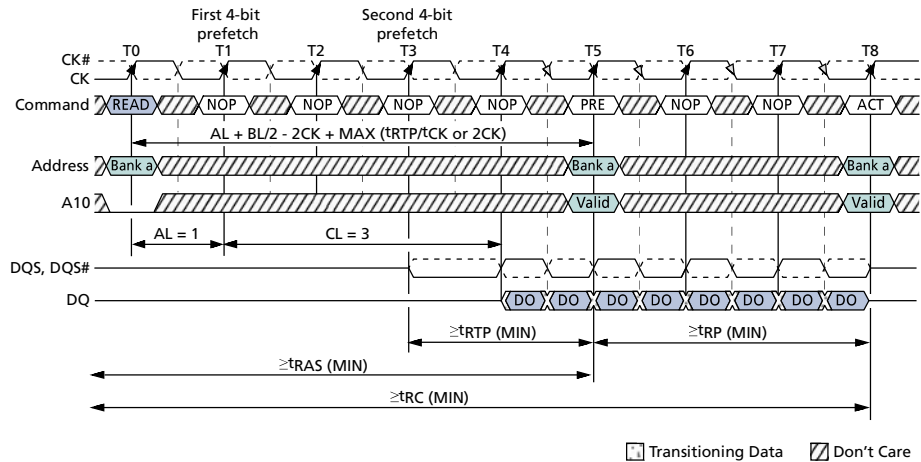 First 4-bit prefetch
Second 4-bit prefetch
T0 T1 T2 T3 T4 T5 T6 T7 T8
CK#
CK
Command READ NOP NOP NOP NOP PRE NOP NOP ACT
AL + BL/2 - 2CK + MAX (tRTP/tCK or 2CK)
Address Bank a Bank a Bank a
A10 Valid Valid
AL = 1 CL = 3
DQS, DQS#
DQ DO DO DO DO DO DO DO DO
≥tRTP (MIN) ≥tRP (MIN)
≥tRAS (MIN)
≥tRC (MIN)
Transitioning Data Don't Care